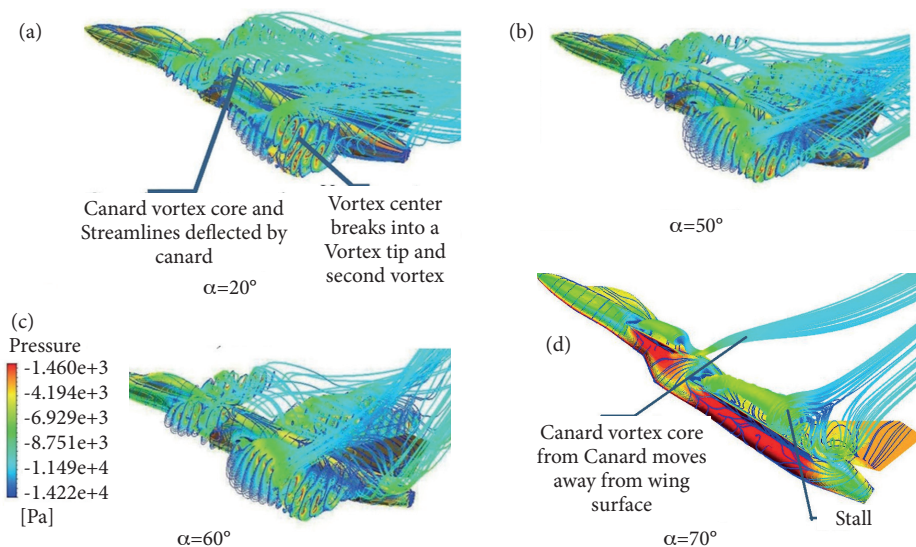 (a)
Canard vortex core and
Streamlines deflected by
canard
Vortex center
breaks into a
Vortex tip and
second vortex
α=20°
(b)
α=50°
(c)
Pressure
-1.460e+3
-4.194e+3
-6.929e+3
-8.751e+3
-1.149e+4
-1.422e+4
[Pa]
α=60°
(d)
Canard vortex core
from Canard moves
away from wing
surface
Stall
α=70°